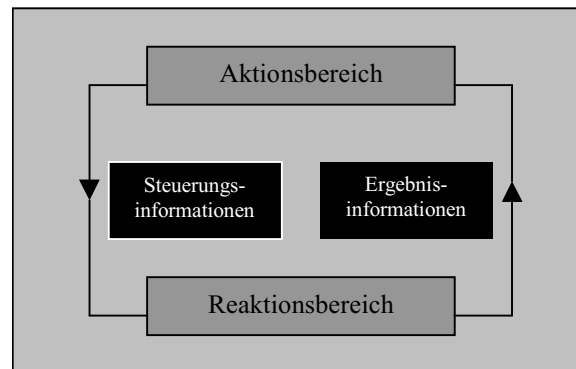 Aktionsbereich
Steuerungs-
informationen
Ergebnis-
informationen
Reaktionsbereich